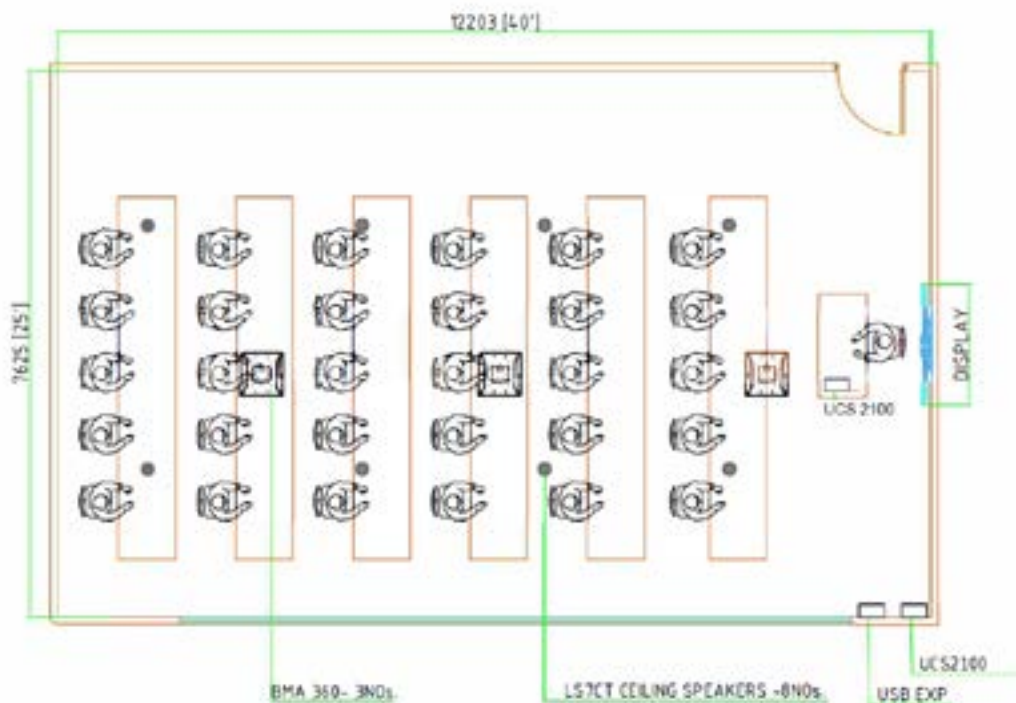 12203 [40']
7625 [25']
DISPLAY
UCS 2100
UCS2100
BMA 360- 3NOs.
LS7CT CEILING SPEAKERS -8NOs.
USB EXP